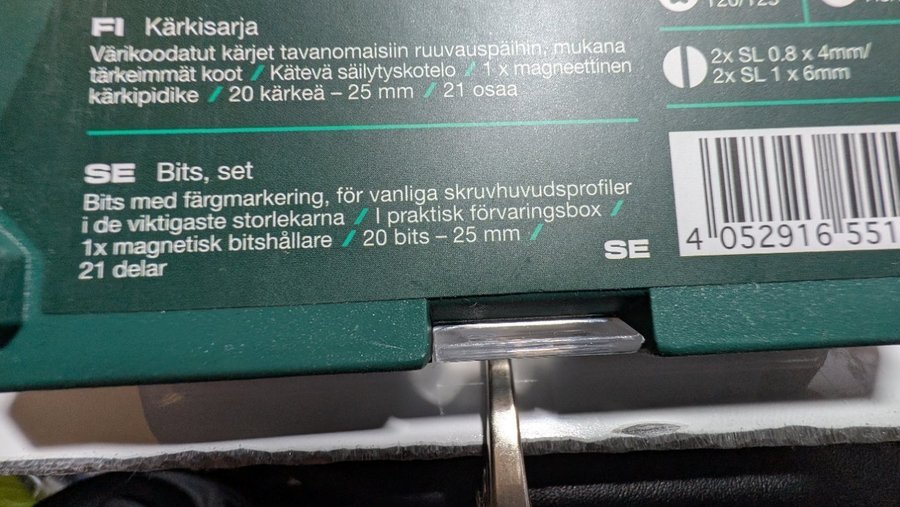 FI Kärkisarja
Värikoodatut kärjet tavanomaisiin ruuvauspäihin, mukana
tärkeimmät koot / Kätevä säilytyskotelo / 1 x magneettinen
kärkipidike / 20 kärkeä – 25 mm / 21 osaa
SE Bits, set
Bits med färgmarkering, för vanliga skruvhuvudsprofiler
i de viktigaste storlekarna / I praktisk förvaringsbox /
1x magnetisk bitshållare / 20 bits – 25 mm /
21 delar
SE
T20/T25
2x SL 0.8 x 4mm/
2x SL 1 x 6mm
4 052916 551